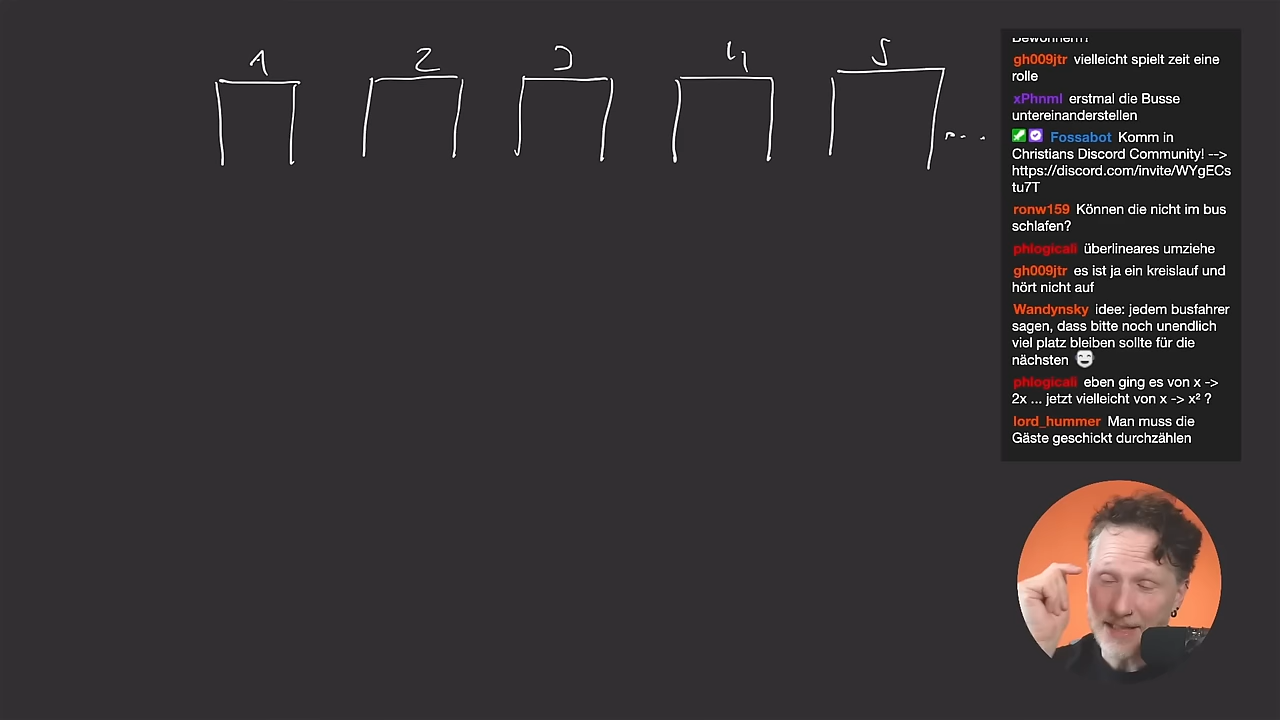 1 2 3 4 5
...
gh009jtr vielleicht spielt zeit eine
rolle
xPhnml erstmal die Busse
untereinanderstellen
Fossabot Komm in
Christians Discord Community! -->
https://discord.com/invite/WYgECs
tu7T
ronw159 Können die nicht im bus
schlafen?
phlogicali überlineares umziehe
gh009jtr es ist ja ein kreislauf und
hört nicht auf
Wandynsky idee: jedem busfahrer
sagen, dass bitte noch unendlich
viel platz bleiben sollte für die
nächsten
phlogicali eben ging es von x ->
2x ... jetzt vielleicht von x -> x² ?
lord_hummer Man muss die
Gäste geschickt durchzählen